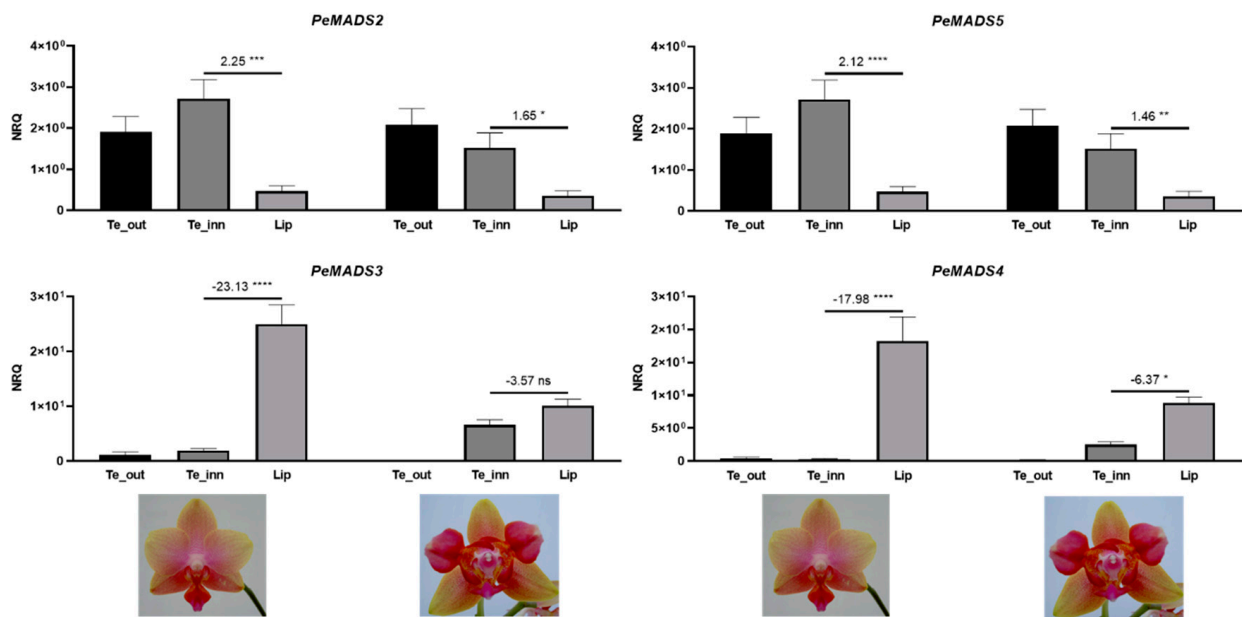 PeMADS2
4×10⁰
3×10⁰
2×10⁰
1×10⁰
0
NRQ
2.25 ***
1.65 *
Te_out Te_inn Lip Te_out Te_inn Lip
PeMADS5
4×10⁰
3×10⁰
2×10⁰
1×10⁰
0
NRQ
2.12 ****
1.46 **
Te_out Te_inn Lip Te_out Te_inn Lip
PeMADS3
3×10¹
2×10¹
1×10¹
0
NRQ
-23.13 ****
-3.57 ns
Te_out Te_inn Lip Te_out Te_inn Lip
PeMADS4
3×10¹
2×10¹
2×10¹
1×10¹
5×10⁰
0
NRQ
-17.98 ****
-6.37 *
Te_out Te_inn Lip Te_out Te_inn Lip